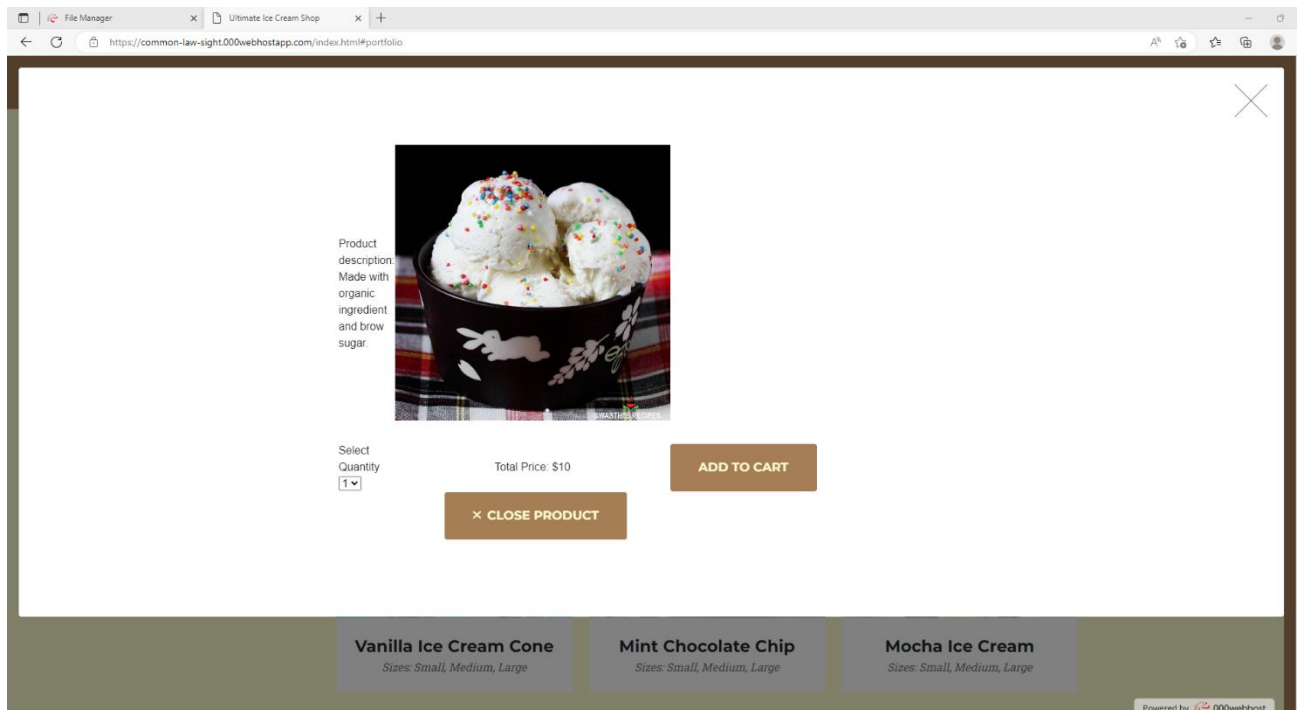 File Manager
Ultimate Ice Cream Shop
https://common-law-sight.000webhostapp.com/index.html#portfolio
Product
description:
Made with
organic
ingredient
and brow
sugar.
SWASTHI'S RECIPES
Select
Quantity
1
Total Price: $10
ADD TO CART
× CLOSE PRODUCT
Vanilla Ice Cream Cone
Sizes: Small, Medium, Large
Mint Chocolate Chip
Sizes: Small, Medium, Large
Mocha Ice Cream
Sizes: Small, Medium, Large
Powered by 000webhost